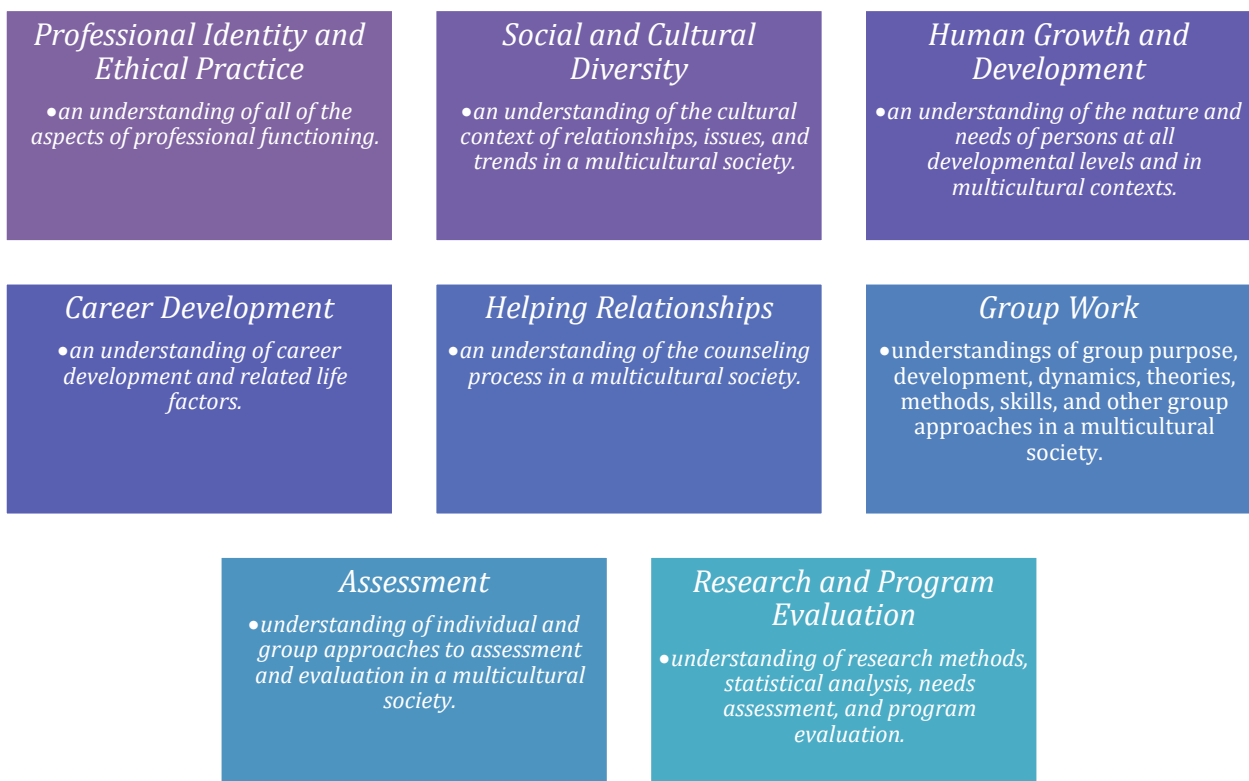 Professional Identity and
Ethical Practice
•an understanding of all of the
aspects of professional functioning.
Social and Cultural
Diversity
•an understanding of the cultural
context of relationships, issues, and
trends in a multicultural society.
Human Growth and
Development
•an understanding of the nature and
needs of persons at all
developmental levels and in
multicultural contexts.
Career Development
•an understanding of career
development and related life
factors.
Helping Relationships
•an understanding of the counseling
process in a multicultural society.
Group Work
•understandings of group purpose,
development, dynamics, theories,
methods, skills, and other group
approaches in a multicultural
society.
Assessment
•understanding of individual and
group approaches to assessment
and evaluation in a multicultural
society.
Research and Program
Evaluation
•understanding of research methods,
statistical analysis, needs
assessment, and program
evaluation.